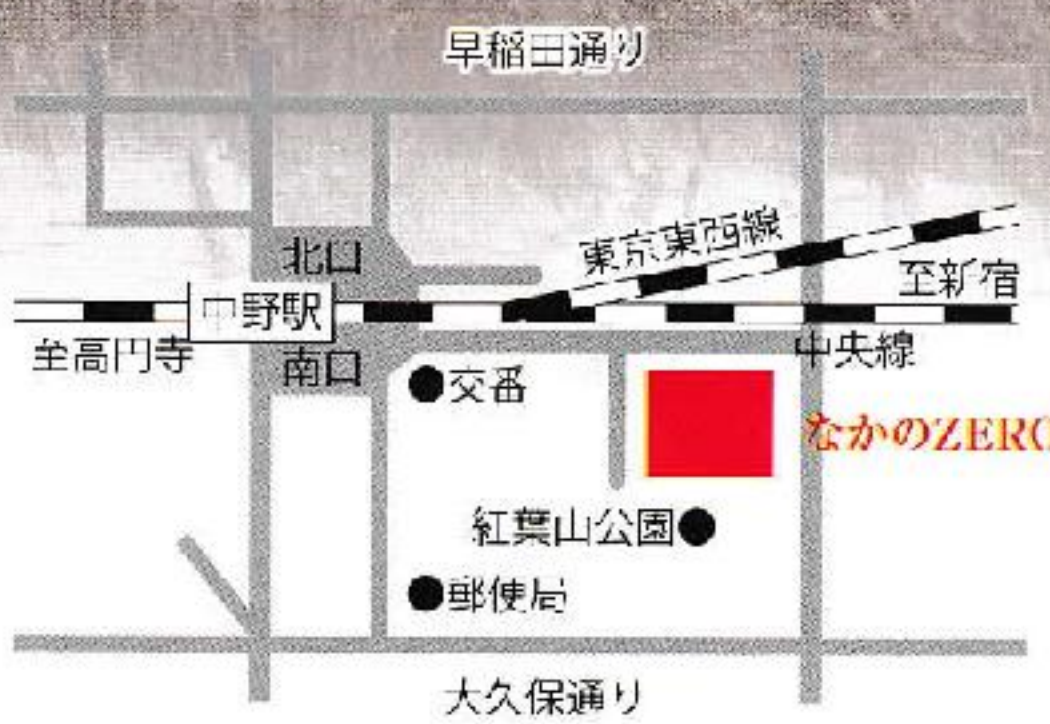 早稲田通り
北口
東京東西線
至新宿
中野駅
至高円寺
中央線
南口
交番
なかのZERO
紅葉山公園
郵便局
大久保通り